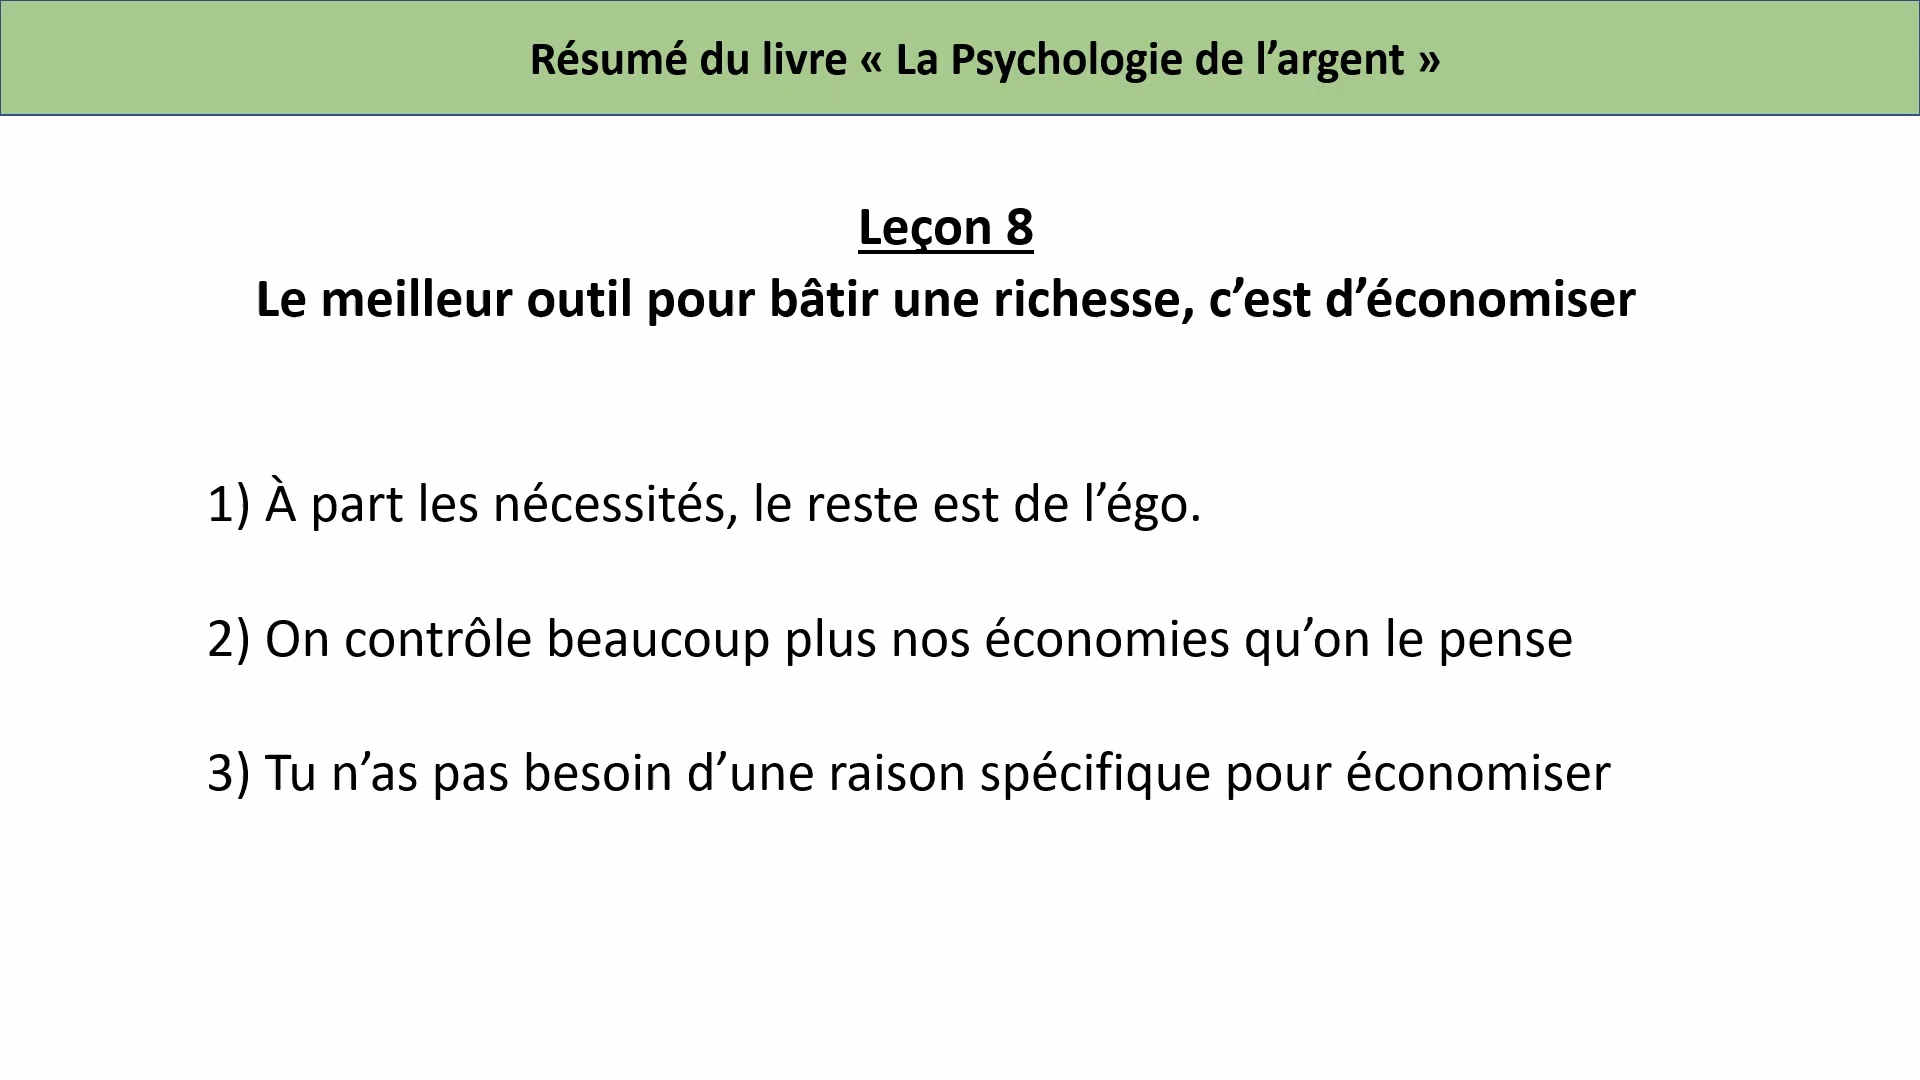 Résumé du livre « La Psychologie de l’argent »
Leçon 8
Le meilleur outil pour bâtir une richesse, c’est d’économiser
1) À part les nécessités, le reste est de l’égo.
2) On contrôle beaucoup plus nos économies qu’on le pense
3) Tu n’as pas besoin d’une raison spécifique pour économiser